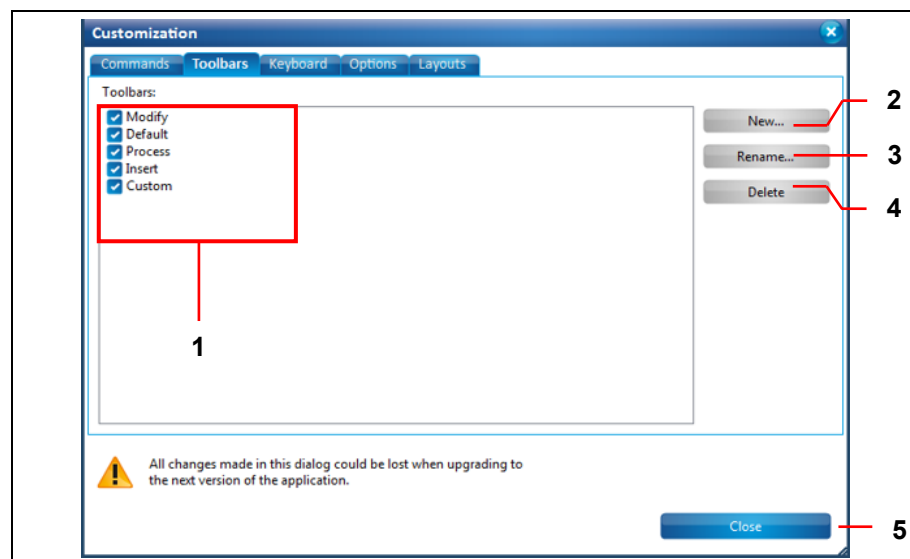 Customization
Commands Toolbars Keyboard Options Layouts
Toolbars:
Modify
Default
Process
Insert
Custom
New...
2
Rename...
3
Delete
4
1
All changes made in this dialog could be lost when upgrading to
the next version of the application.
Close
5